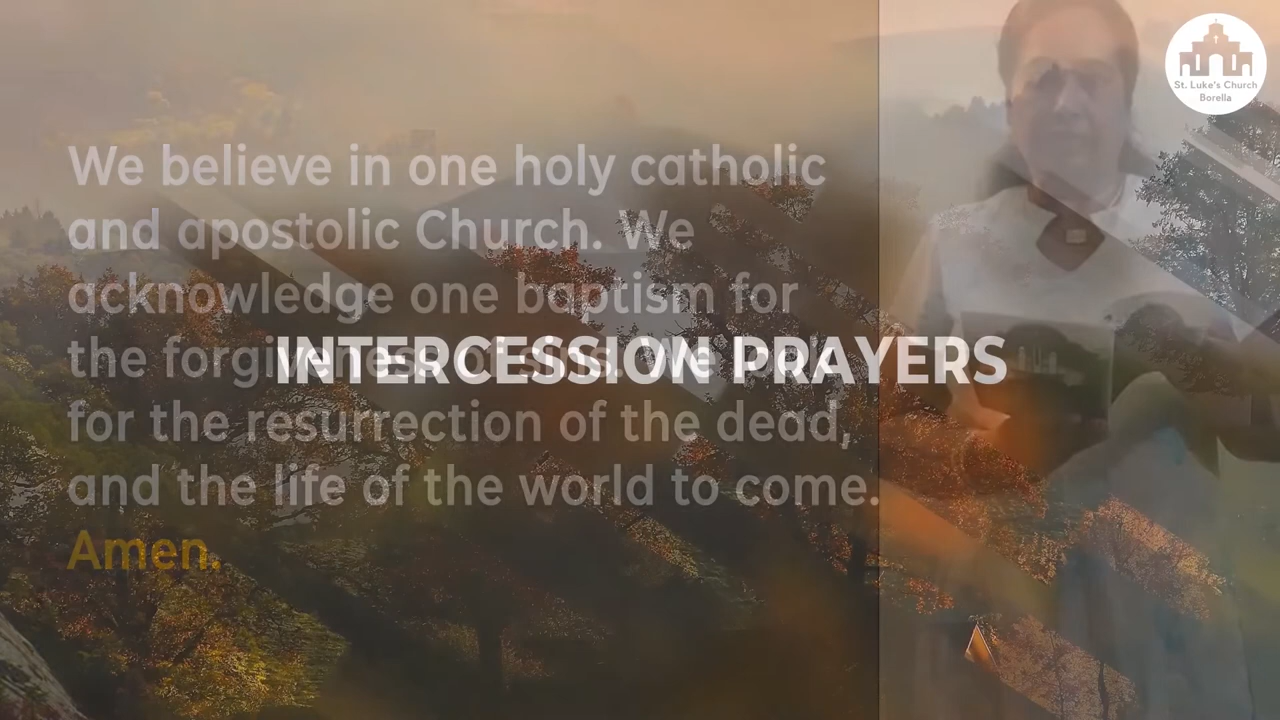 St. Luke's Church
Borella
We believe in one holy catholic
and apostolic Church. We
acknowledge one baptism for
the
INTERCESSION PRAYERS
for the resurrection of the dead,
and the life of the world to come.
Amen.